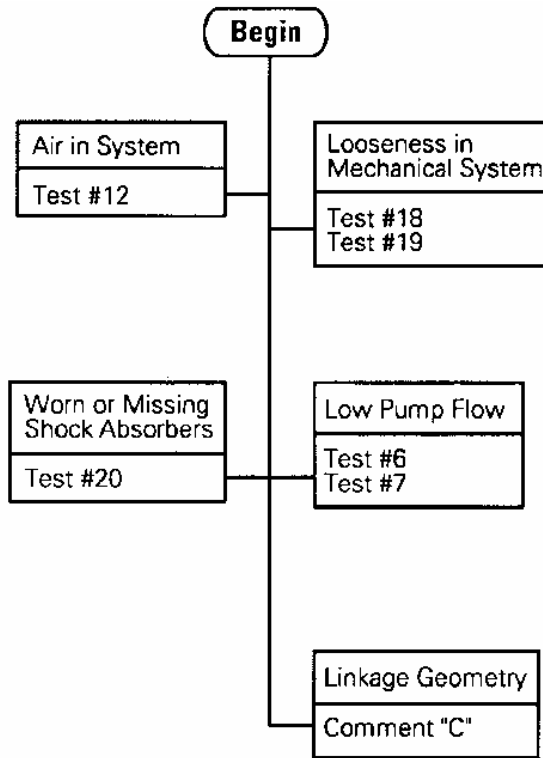 Begin
Air in System
Test #12
Looseness in
Mechanical System
Test #18
Test #19
Worn or Missing
Shock Absorbers
Test #20
Low Pump Flow
Test #6
Test #7
Linkage Geometry
Comment "C"